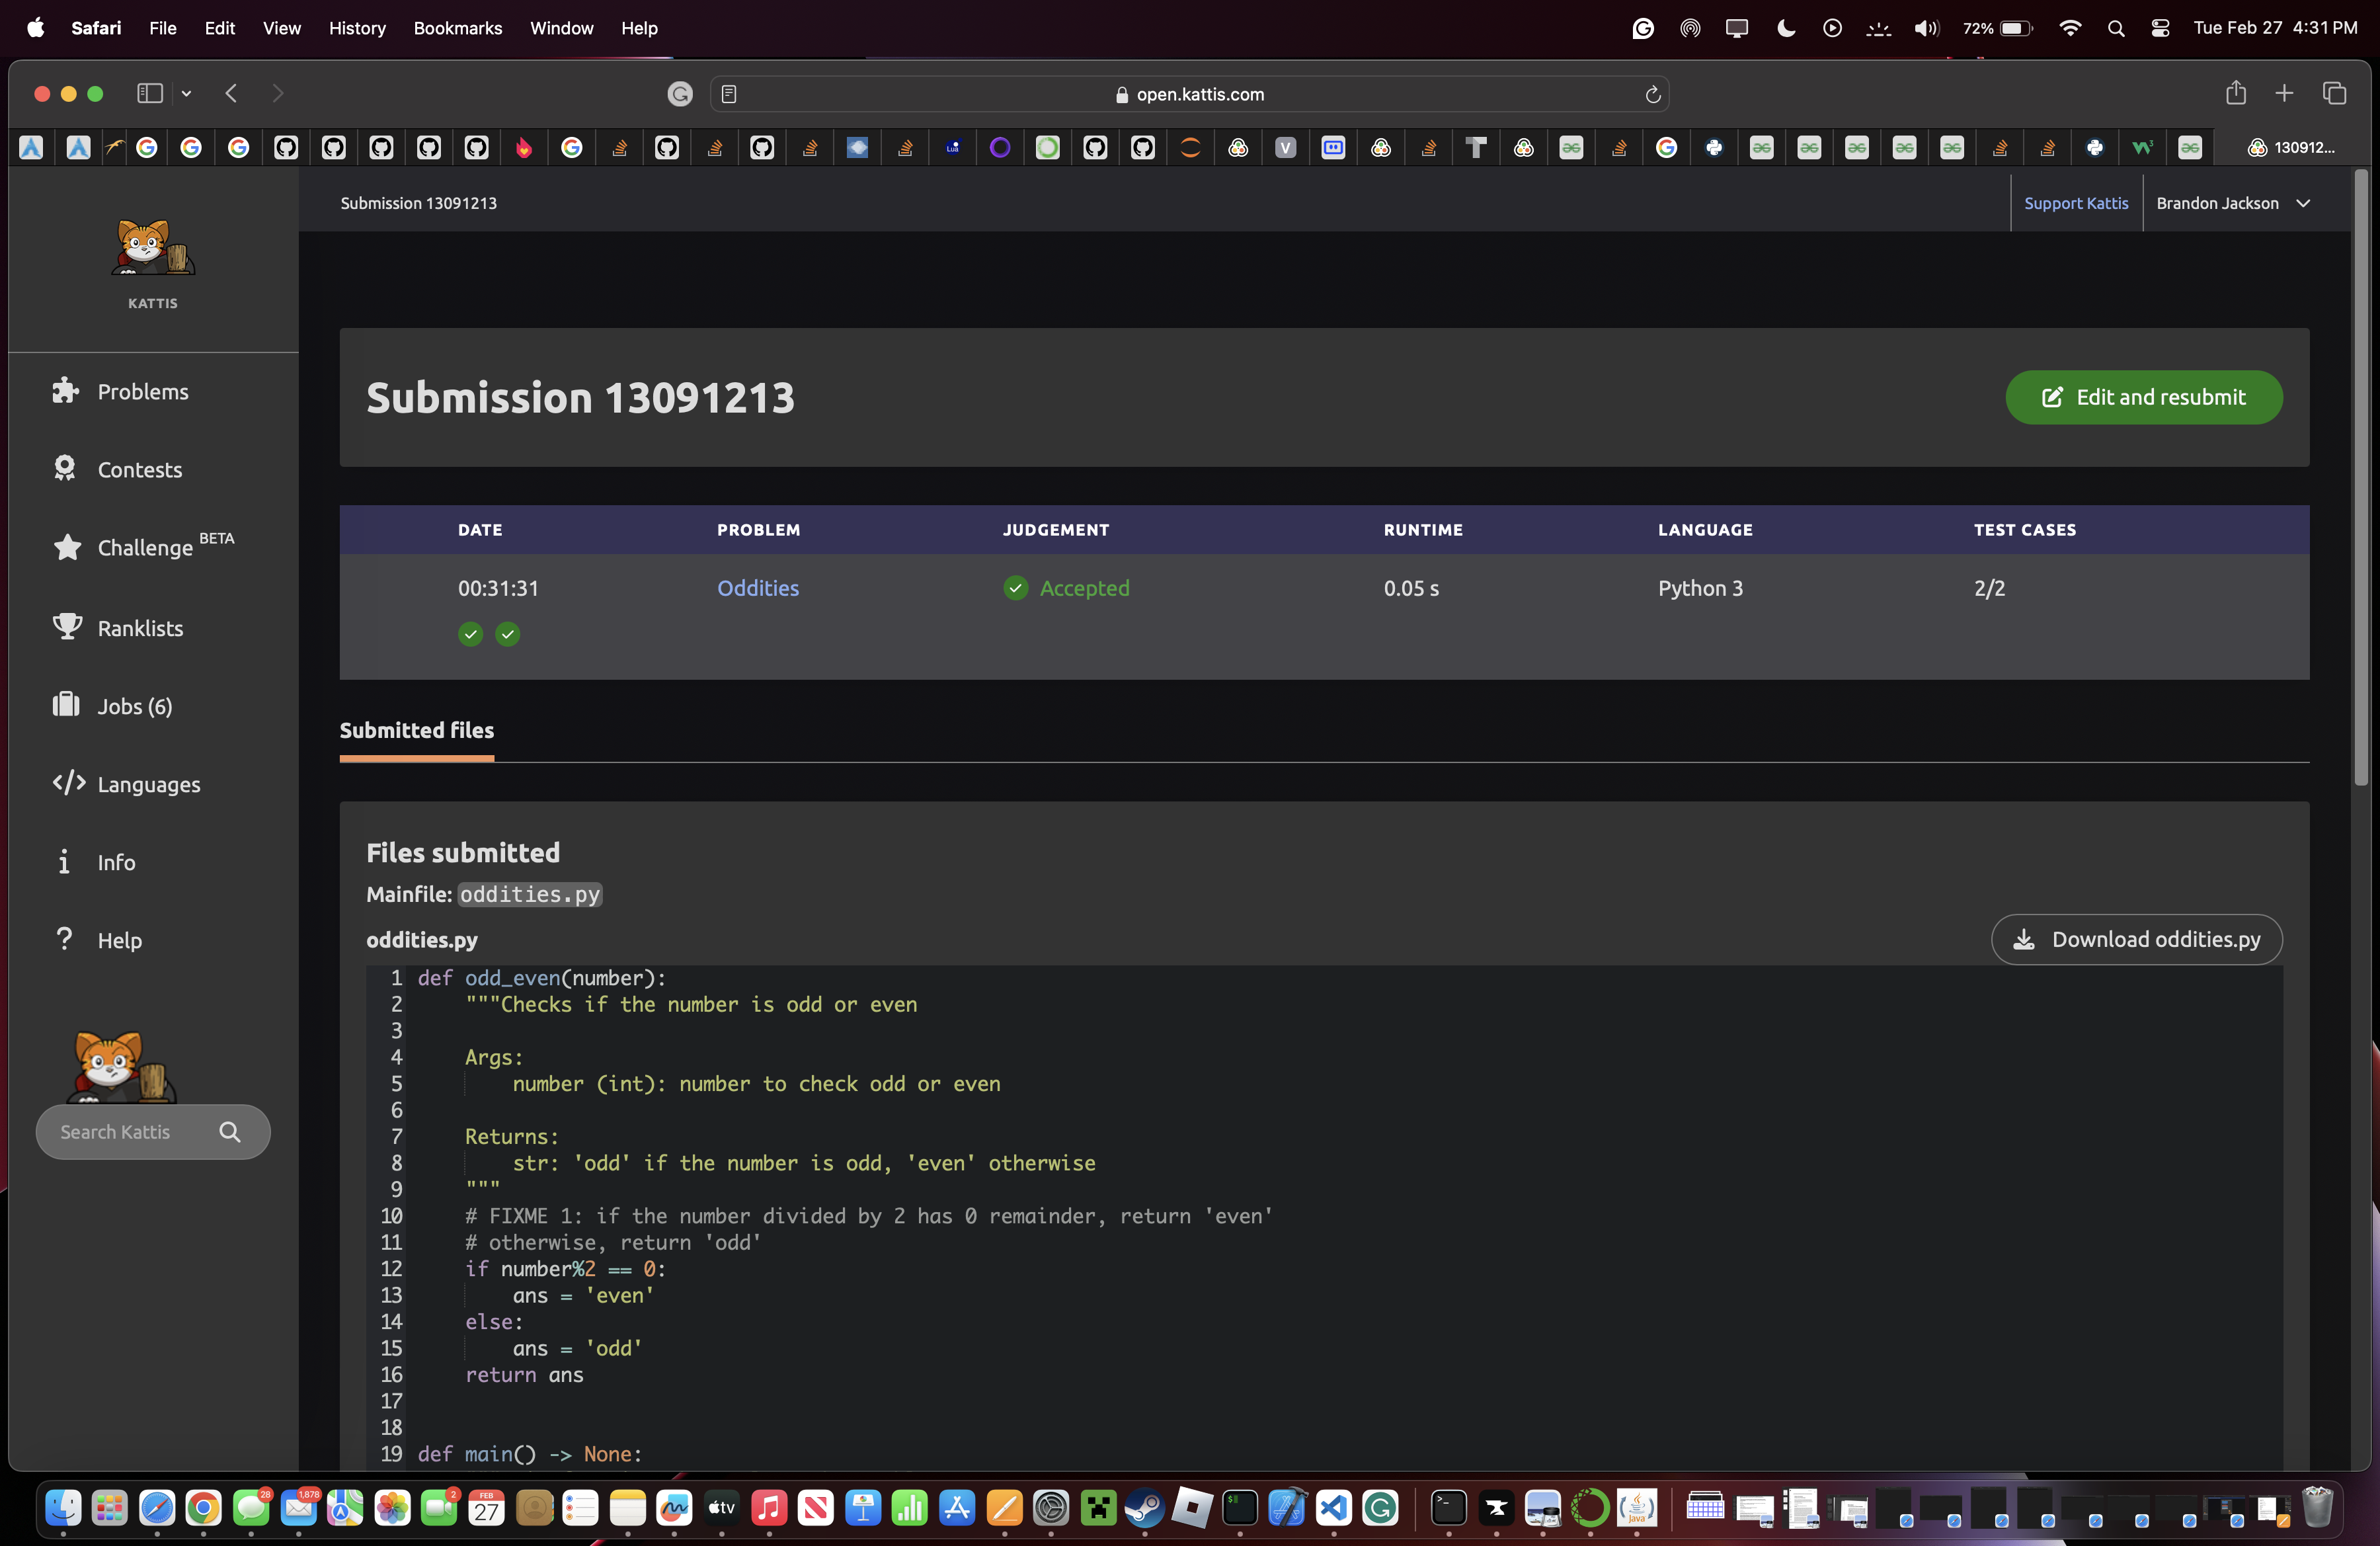 Safari File Edit View History Bookmarks Window Help 72% Tue Feb 27 4:31 PM
open.kattis.com
130912...
Submission 13091213 Support Kattis Brandon Jackson
KATTIS
Problems
Contests
Challenge BETA
Ranklists
Jobs (6)
Languages
Info
Help
Search Kattis
Submission 13091213
Edit and resubmit
DATE PROBLEM JUDGEMENT RUNTIME LANGUAGE TEST CASES
00:31:31 Oddities Accepted 0.05 s Python 3 2/2
Submitted files
Files submitted
Mainfile: oddities.py
oddities.py
Download oddities.py
1 def odd_even(number):
2 """Checks if the number is odd or even
3
4 Args:
5 number (int): number to check odd or even
6
7 Returns:
8 str: 'odd' if the number is odd, 'even' otherwise
9 """
10 # FIXME 1: if the number divided by 2 has 0 remainder, return 'even'
11 # otherwise, return 'odd'
12 if number%2 == 0:
13 ans = 'even'
14 else:
15 ans = 'odd'
16 return ans
17
18
19 def main() -> None:
28 1,878 2 FEB
27 tv Java